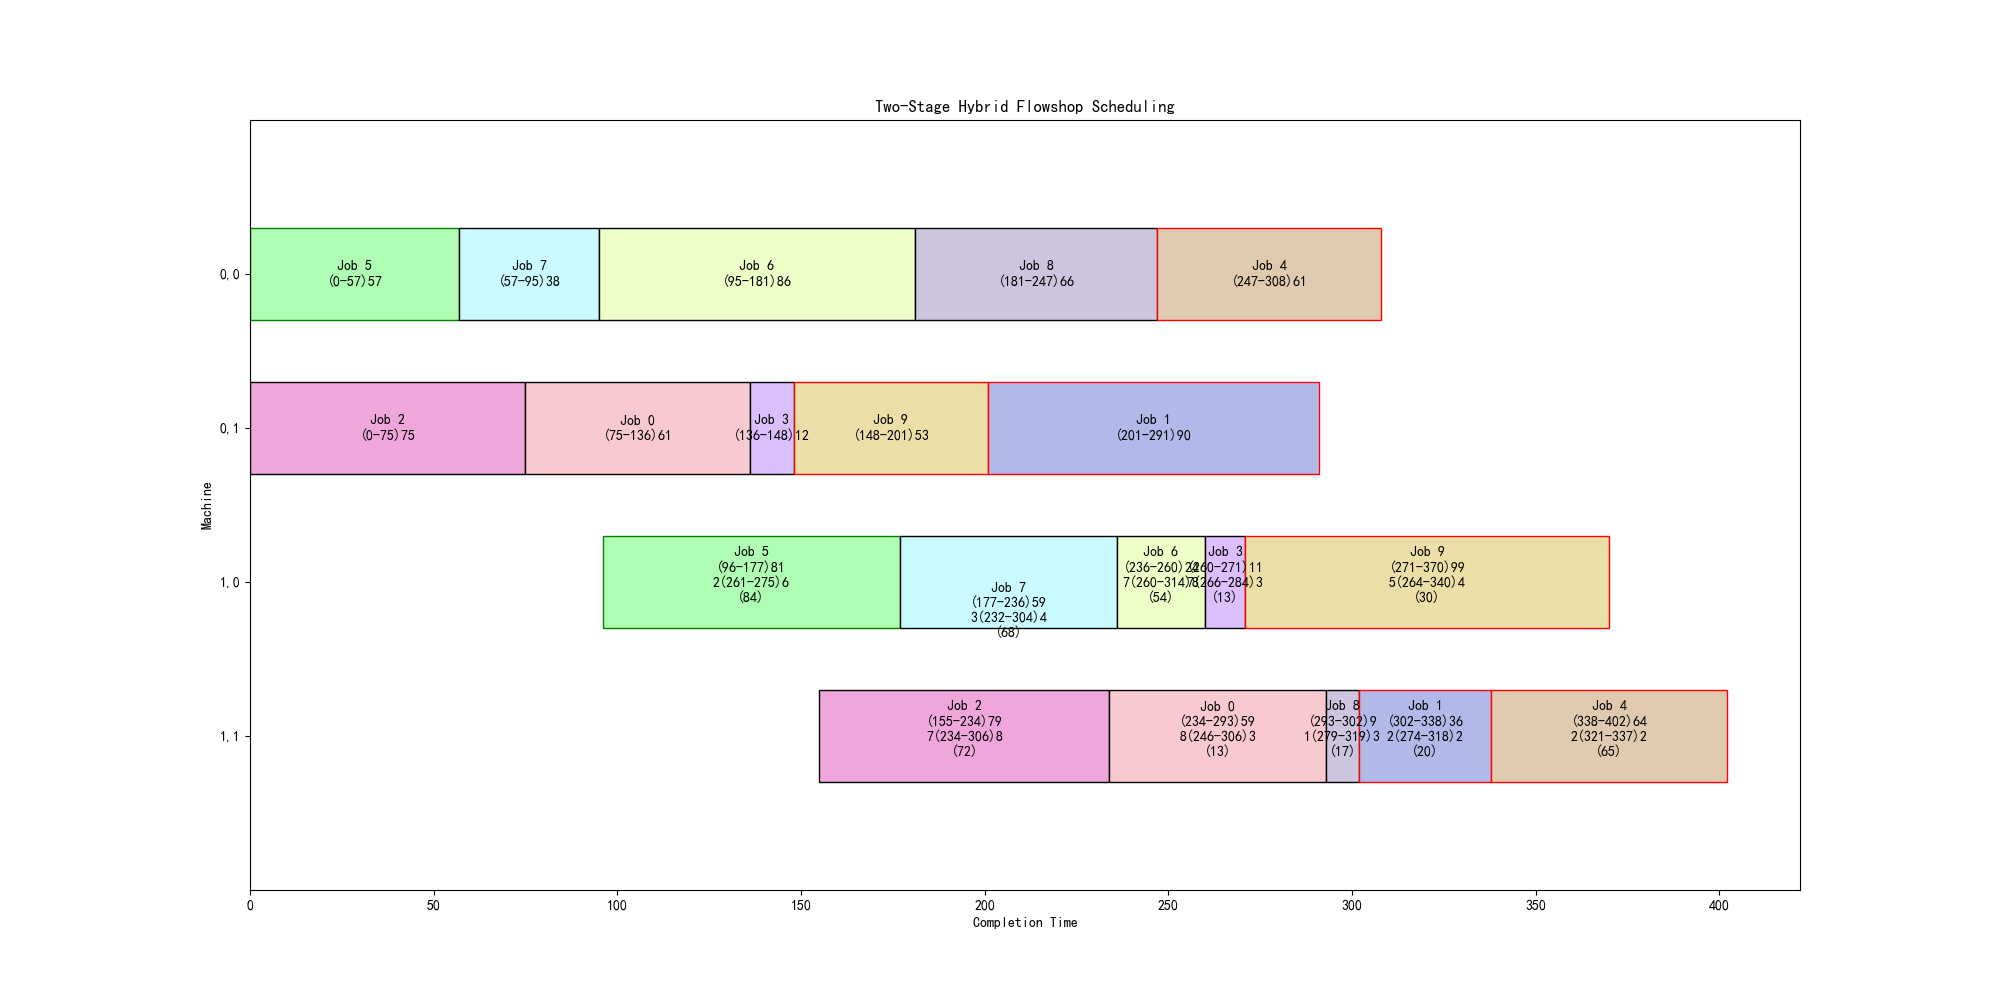 Two-Stage Hybrid Flowshop Scheduling
Machine
0,0
Job 5
(0-57)57
Job 7
(57-95)38
Job 6
(95-181)86
Job 8
(181-247)66
Job 4
(247-308)61
0,1
Job 2
(0-75)75
Job 0
(75-136)61
Job 3
(136-148)12
Job 9
(148-201)53
Job 1
(201-291)90
1,0
Job 5
(96-177)81
2(261-275)6
(84)
Job 7
(177-236)59
3(232-304)4
(68)
Job 6
(236-260)24
7(260-314)
(54)
Job 3
(260-271)11
(266-284)3
(13)
Job 9
(271-370)99
5(264-340)4
(30)
1,1
Job 2
(155-234)79
7(234-306)8
(72)
Job 0
(234-293)59
8(246-306)3
(13)
Job 8
(293-302)9
1(279-319)3
(17)
Job 1
(302-338)36
2(274-318)2
(20)
Job 4
(338-402)64
2(321-337)2
(65)
0 50 100 150 200 250 300 350 400
Completion Time